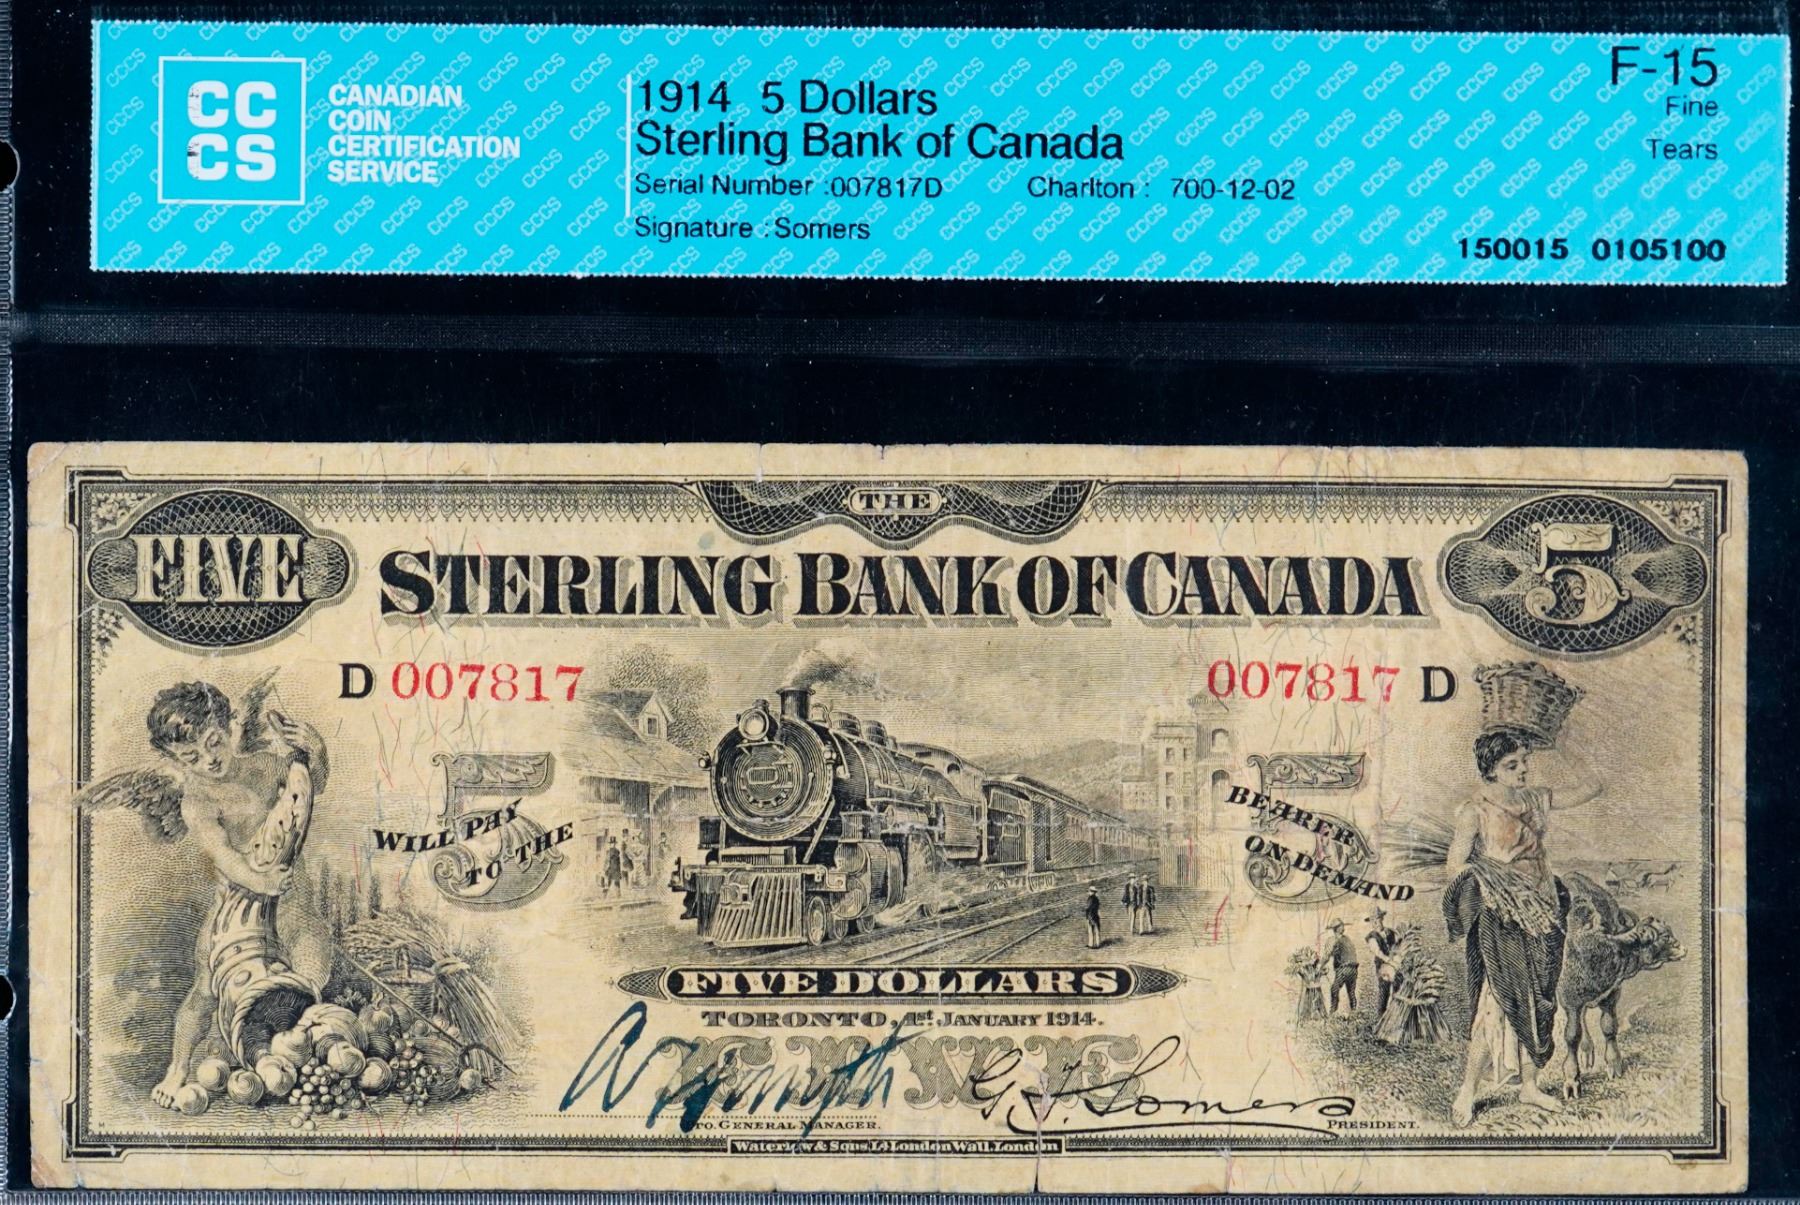 CC
CS
CANADIAN
COIN
CERTIFICATION
SERVICE
1914 5 Dollars
Sterling Bank of Canada
Serial Number :007817D Charlton : 700-12-02
Signature : Somers
F-15
Fine
Tears
150015 0105100
THE
FIVE
STERLING BANK OF CANADA
5
D 007817
007817 D
5
WILL PAY
TO THE
5
BEARER
ON DEMAND
FIVE DOLLARS
TORONTO, 1st JANUARY 1914.
FIVE
G. T. Somers
TO. GENERAL MANAGER.
PRESIDENT.
Waterlow & Sons Ld London Wall, London